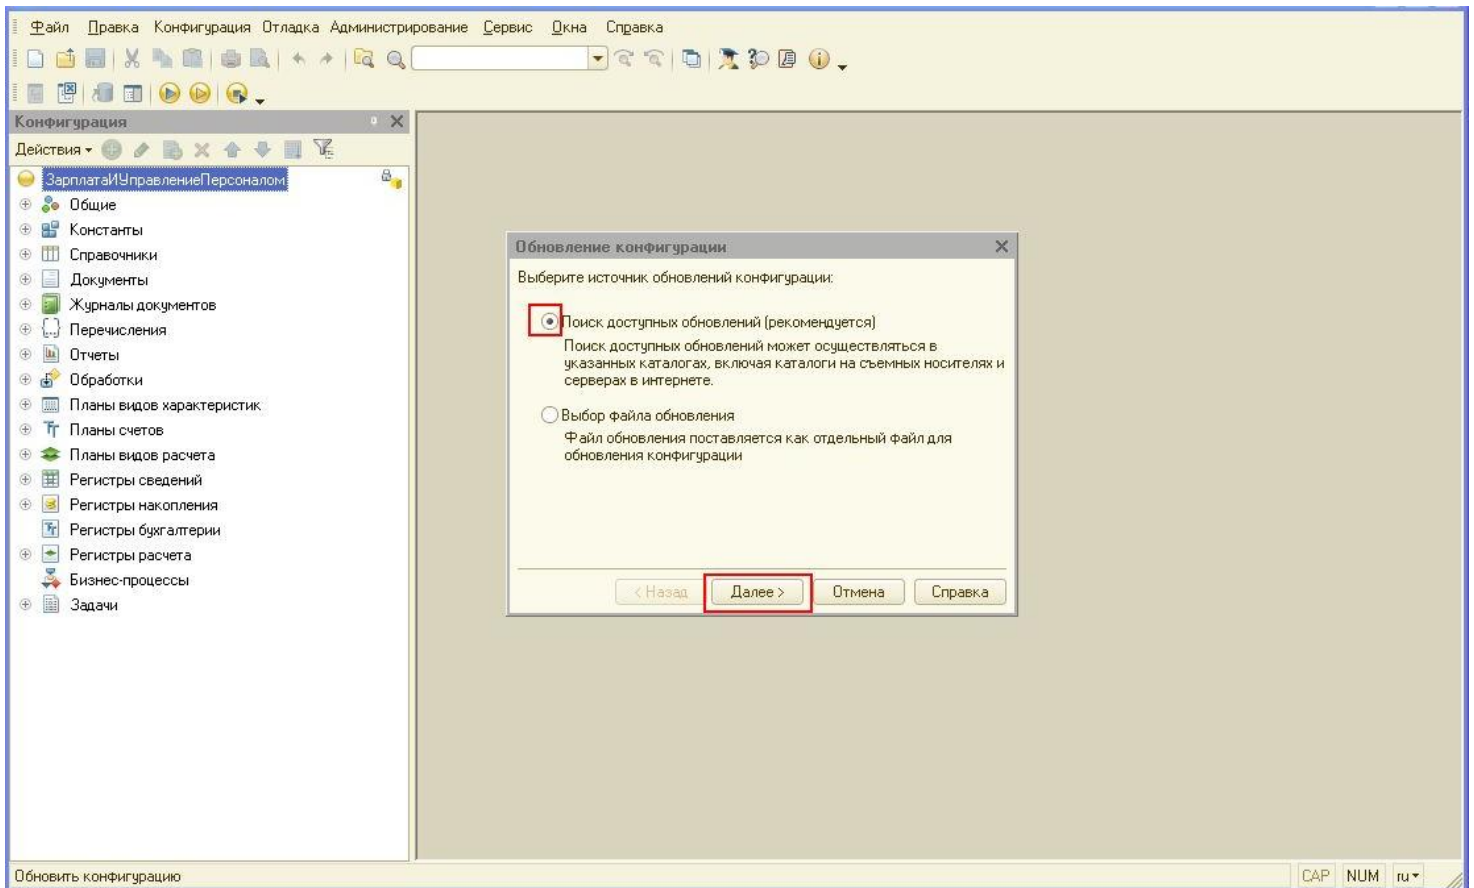 Файл Правка Конфигурация Отладка Администрирование Сервис Окна Справка
Конфигурация
Действия
ЗарплатаИУправлениеПерсоналом
Общие
Константы
Справочники
Документы
Журналы документов
Перечисления
Отчеты
Обработки
Планы видов характеристик
Планы счетов
Планы видов расчета
Регистры сведений
Регистры накопления
Регистры бухгалтерии
Регистры расчета
Бизнес-процессы
Задачи
Обновление конфигурации
Выберите источник обновлений конфигурации:
Поиск доступных обновлений (рекомендуется)
Поиск доступных обновлений может осуществляться в
указанных каталогах, включая каталоги на съемных носителях и
серверах в интернете.
Выбор файла обновления
Файл обновления поставляется как отдельный файл для
обновления конфигурации
< Назад Далее > Отмена Справка
Обновить конфигурацию CAP NUM ru